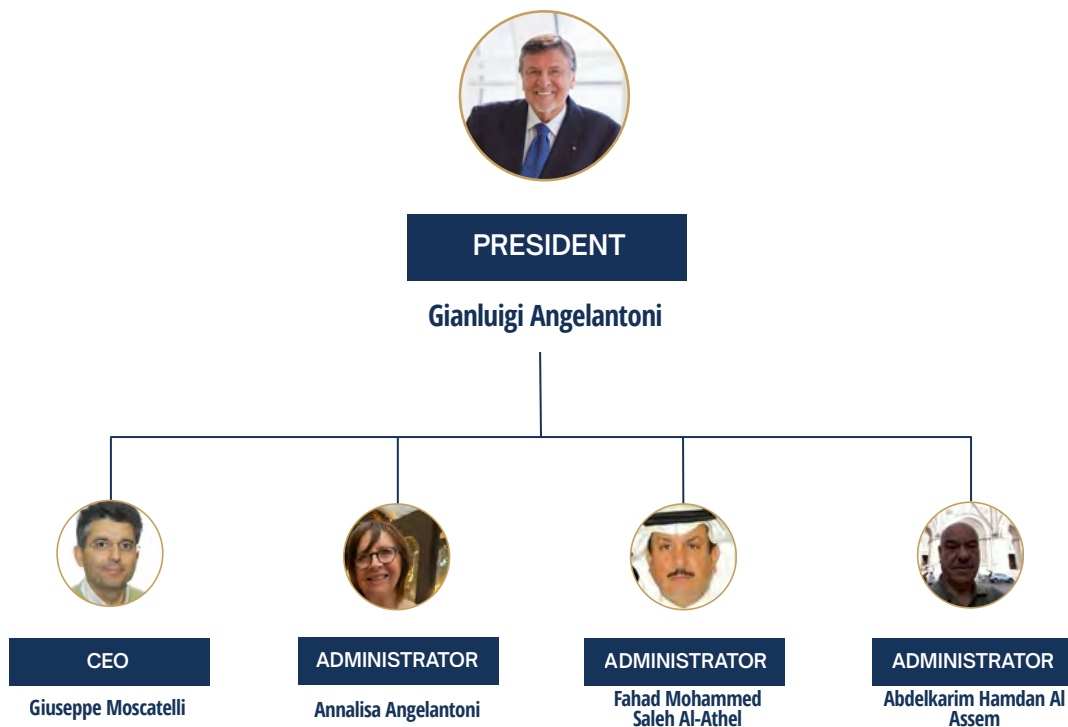 PRESIDENT
Gianluigi Angelantoni
CEO
Giuseppe Moscatelli
ADMINISTRATOR
Annalisa Angelantoni
ADMINISTRATOR
Fahad Mohammed
Saleh Al-Athel
ADMINISTRATOR
Abdelkarim Hamdan Al
Assem